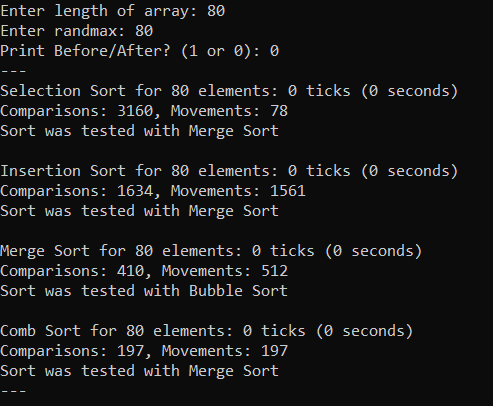 Enter length of array: 80
Enter randmax: 80
Print Before/After? (1 or 0): 0
---
Selection Sort for 80 elements: 0 ticks (0 seconds)
Comparisons: 3160, Movements: 78
Sort was tested with Merge Sort
Insertion Sort for 80 elements: 0 ticks (0 seconds)
Comparisons: 1634, Movements: 1561
Sort was tested with Merge Sort
Merge Sort for 80 elements: 0 ticks (0 seconds)
Comparisons: 410, Movements: 512
Sort was tested with Bubble Sort
Comb Sort for 80 elements: 0 ticks (0 seconds)
Comparisons: 197, Movements: 197
Sort was tested with Merge Sort
---